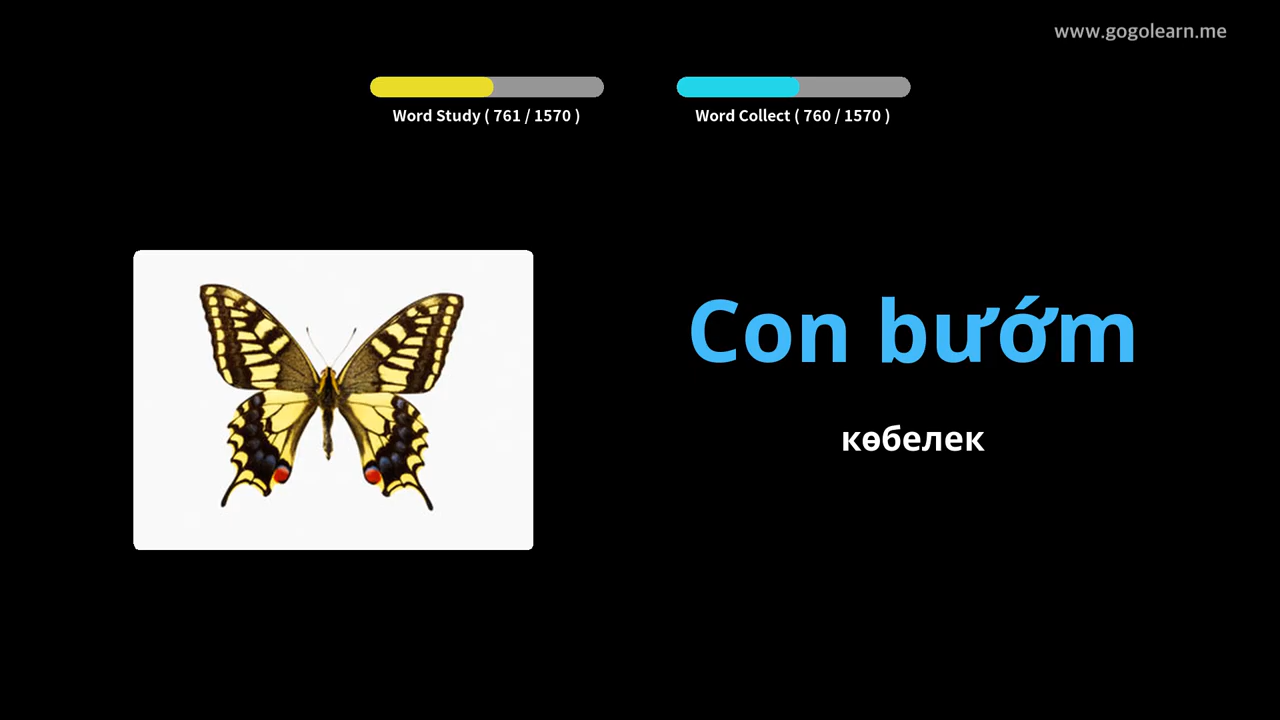 www.gogolearn.me
Word Study ( 761 / 1570 )
Word Collect ( 760 / 1570 )
Con bướm
көбелек